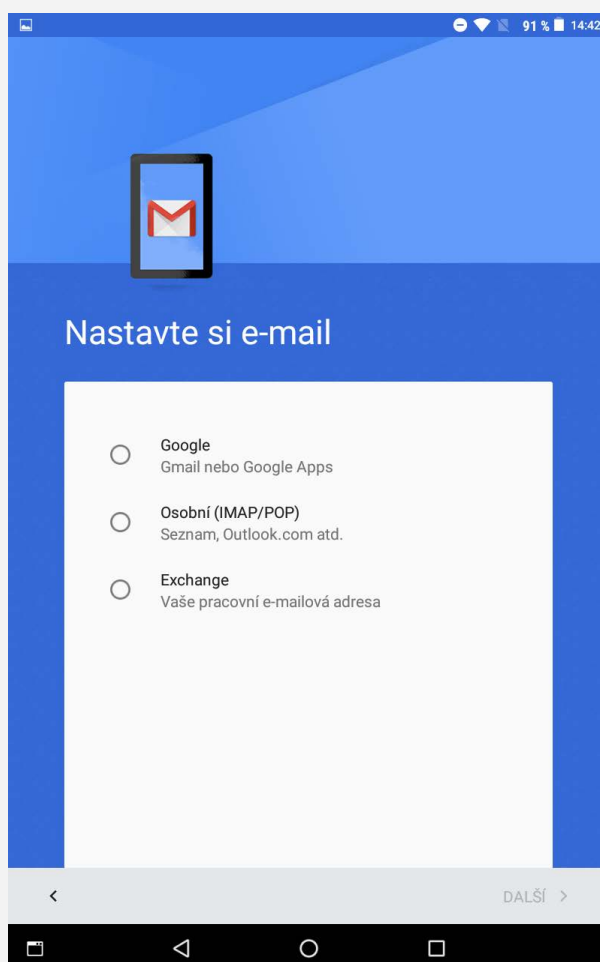 91 % 14:42
Nastavte si e-mail
Google
Gmail nebo Google Apps
Osobní (IMAP/POP)
Seznam, Outlook.com atd.
Exchange
Vaše pracovní e-mailová adresa
DALŠÍ